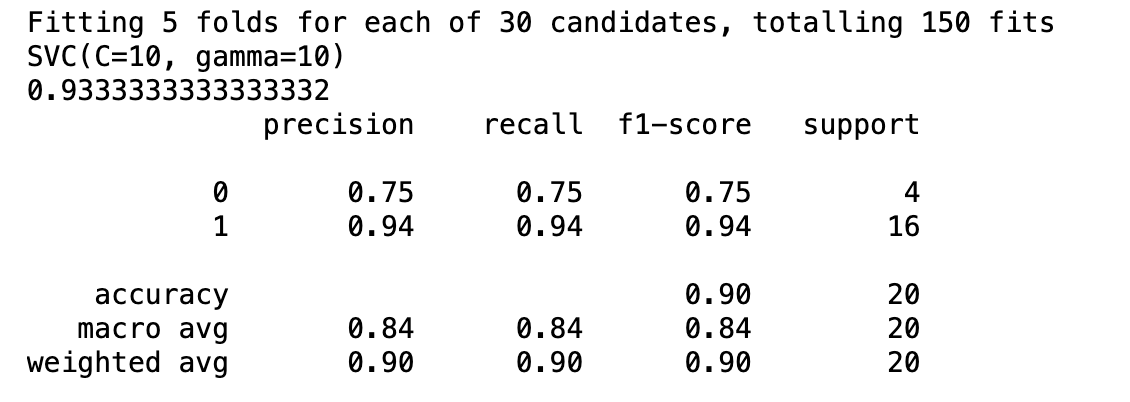 Fitting 5 folds for each of 30 candidates, totalling 150 fits
SVC(C=10, gamma=10)
0.9333333333333332
precision recall f1-score support
0 0.75 0.75 0.75 4
1 0.94 0.94 0.94 16
accuracy 0.90 20
macro avg 0.84 0.84 0.84 20
weighted avg 0.90 0.90 0.90 20